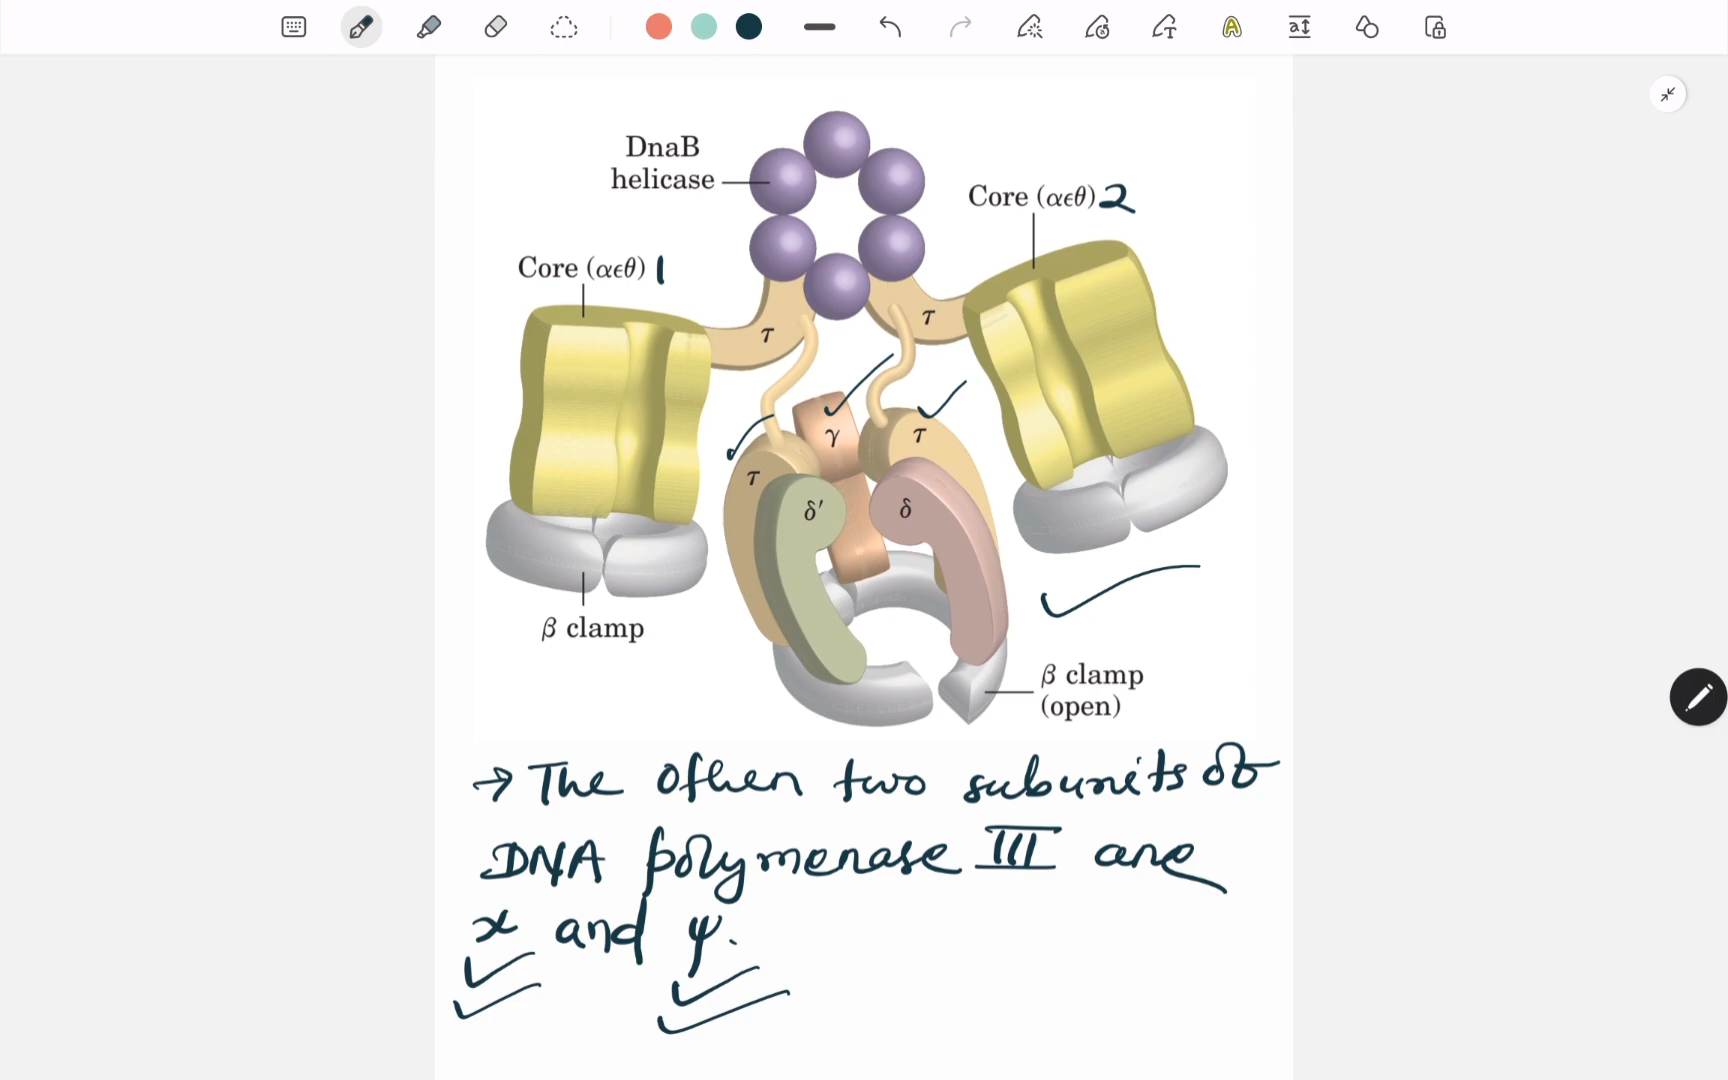 DnaB
helicase
Core (αϵθ) 2
Core (αϵθ) 1
τ
τ
γ
τ
τ
δ′
δ
β clamp
β clamp
(open)
→ The other two subunits of
DNA polymerase III are
χ and ψ.